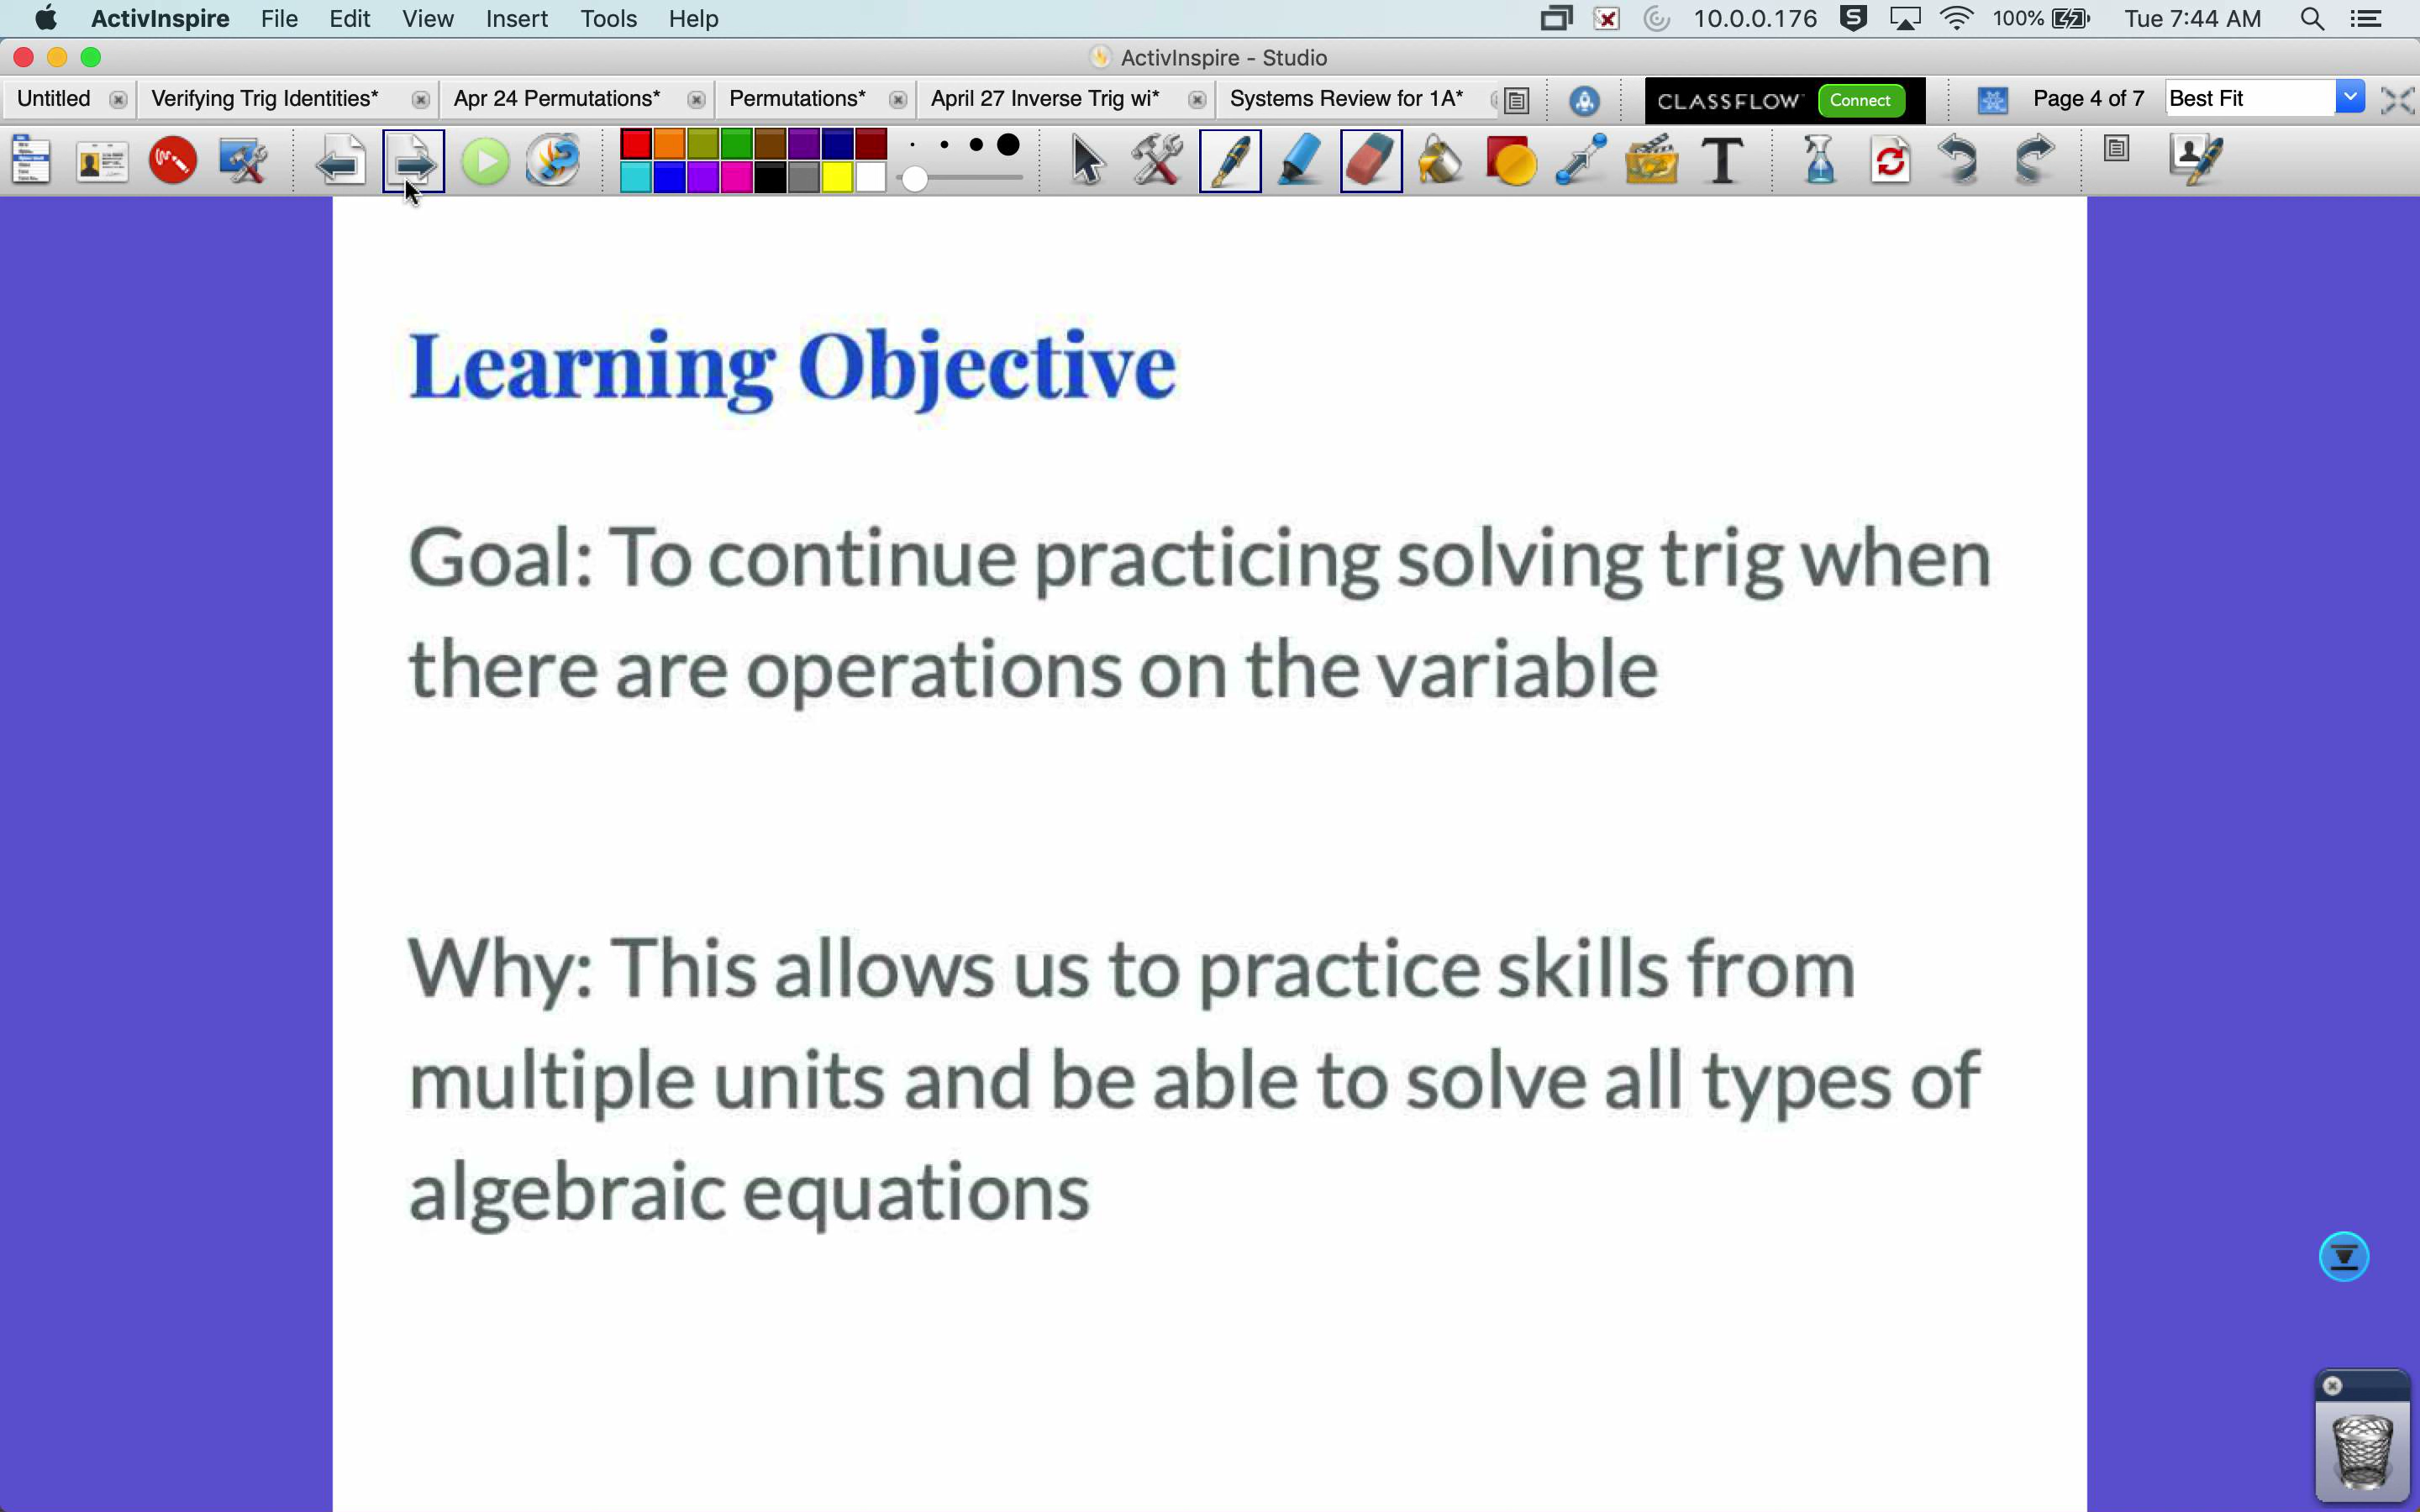 ActivInspire File Edit View Insert Tools Help 10.0.0.176 100% Tue 7:44 AM
ActivInspire - Studio
Untitled Verifying Trig Identities* Apr 24 Permutations* Permutations* April 27 Inverse Trig wi* Systems Review for 1A* CLASSFLOW Connect Page 4 of 7 Best Fit
T
Learning Objective
Goal: To continue practicing solving trig when
there are operations on the variable
Why: This allows us to practice skills from
multiple units and be able to solve all types of
algebraic equations